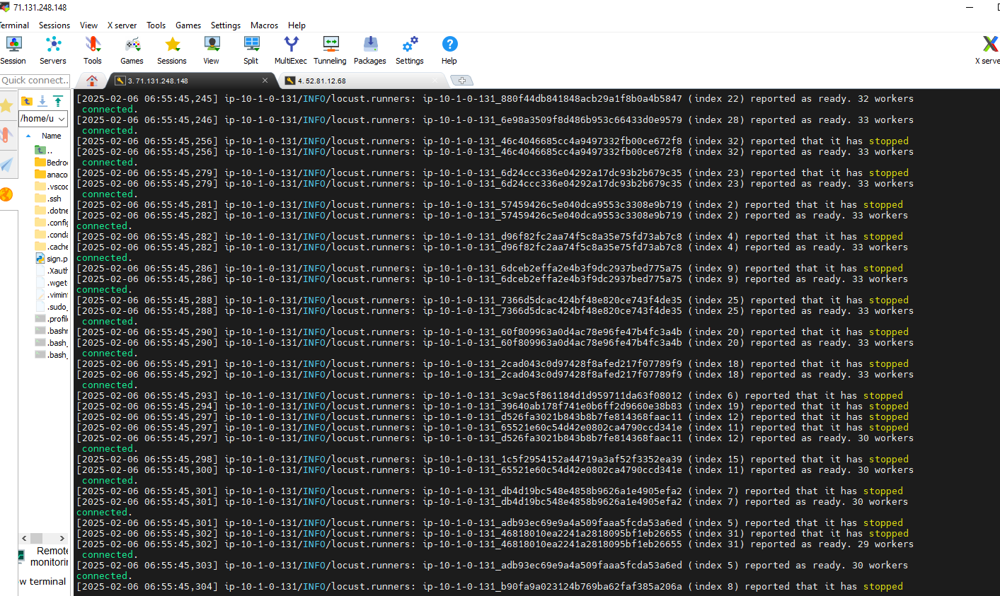 71.131.248.148
Terminal Sessions View X server Tools Games Settings Macros Help
Session Servers Tools Games Sessions View Split MultiExec Tunneling Packages Settings Help X serve
Quick connect...
3. 71.131.248.148
4. 52.81.12.68
/home/u
Name
..
Bedro
anaco
.vscoc
.ssh
.dotne
.config
.conda
.cache
sign.p
.Xauth
.wget-
.vimin
.sudo_
.profil
.bashr
.bash_
.bash_
Remote
monitorin
w terminal
[2025-02-06 06:55:45,245] ip-10-1-0-131/INFO/locust.runners: ip-10-1-0-131_880f44db841848acb29a1f8b0a4b5847 (index 22) reported as ready. 32 workers
connected.
[2025-02-06 06:55:45,246] ip-10-1-0-131/INFO/locust.runners: ip-10-1-0-131_6e98a3509f8d486b953c66433d0e9579 (index 28) reported as ready. 33 workers
connected.
[2025-02-06 06:55:45,256] ip-10-1-0-131/INFO/locust.runners: ip-10-1-0-131_46c4046685cc4a9497332fb00ce672f8 (index 32) reported that it has stopped
[2025-02-06 06:55:45,256] ip-10-1-0-131/INFO/locust.runners: ip-10-1-0-131_46c4046685cc4a9497332fb00ce672f8 (index 32) reported as ready. 33 workers
connected.
[2025-02-06 06:55:45,279] ip-10-1-0-131/INFO/locust.runners: ip-10-1-0-131_6d24ccc336e04292a17dc93b2b679c35 (index 23) reported that it has stopped
[2025-02-06 06:55:45,279] ip-10-1-0-131/INFO/locust.runners: ip-10-1-0-131_6d24ccc336e04292a17dc93b2b679c35 (index 23) reported as ready. 33 workers
connected.
[2025-02-06 06:55:45,281] ip-10-1-0-131/INFO/locust.runners: ip-10-1-0-131_57459426c5e040dca9553c3308e9b719 (index 2) reported that it has stopped
[2025-02-06 06:55:45,282] ip-10-1-0-131/INFO/locust.runners: ip-10-1-0-131_57459426c5e040dca9553c3308e9b719 (index 2) reported as ready. 33 workers
connected.
[2025-02-06 06:55:45,282] ip-10-1-0-131/INFO/locust.runners: ip-10-1-0-131_d96f82fc2aa74f5c8a35e75fd73ab7c8 (index 4) reported that it has stopped
[2025-02-06 06:55:45,282] ip-10-1-0-131/INFO/locust.runners: ip-10-1-0-131_d96f82fc2aa74f5c8a35e75fd73ab7c8 (index 4) reported as ready. 33 workers
connected.
[2025-02-06 06:55:45,286] ip-10-1-0-131/INFO/locust.runners: ip-10-1-0-131_6dceb2effa2e4b3f9dc2937bed775a75 (index 9) reported that it has stopped
[2025-02-06 06:55:45,286] ip-10-1-0-131/INFO/locust.runners: ip-10-1-0-131_6dceb2effa2e4b3f9dc2937bed775a75 (index 9) reported as ready. 33 workers
connected.
[2025-02-06 06:55:45,288] ip-10-1-0-131/INFO/locust.runners: ip-10-1-0-131_7366d5dcac424bf48e820ce743f4de35 (index 25) reported that it has stopped
[2025-02-06 06:55:45,288] ip-10-1-0-131/INFO/locust.runners: ip-10-1-0-131_7366d5dcac424bf48e820ce743f4de35 (index 25) reported as ready. 33 workers
connected.
[2025-02-06 06:55:45,290] ip-10-1-0-131/INFO/locust.runners: ip-10-1-0-131_60f809963a0d4ac78e96fe47b4fc3a4b (index 20) reported that it has stopped
[2025-02-06 06:55:45,290] ip-10-1-0-131/INFO/locust.runners: ip-10-1-0-131_60f809963a0d4ac78e96fe47b4fc3a4b (index 20) reported as ready. 33 workers
connected.
[2025-02-06 06:55:45,291] ip-10-1-0-131/INFO/locust.runners: ip-10-1-0-131_2cad043c0d97428f8afed217f07789f9 (index 18) reported that it has stopped
[2025-02-06 06:55:45,292] ip-10-1-0-131/INFO/locust.runners: ip-10-1-0-131_2cad043c0d97428f8afed217f07789f9 (index 18) reported as ready. 33 workers
connected.
[2025-02-06 06:55:45,293] ip-10-1-0-131/INFO/locust.runners: ip-10-1-0-131_3c9ac5f861184d1d959711da63f08012 (index 6) reported that it has stopped
[2025-02-06 06:55:45,294] ip-10-1-0-131/INFO/locust.runners: ip-10-1-0-131_39640ab178f741e0b6ff2d9660e38b83 (index 19) reported that it has stopped
[2025-02-06 06:55:45,297] ip-10-1-0-131/INFO/locust.runners: ip-10-1-0-131_d526fa3021b843b8b7fe814368faac11 (index 12) reported that it has stopped
[2025-02-06 06:55:45,297] ip-10-1-0-131/INFO/locust.runners: ip-10-1-0-131_65521e60c54d42e0802ca4790ccd341e (index 11) reported that it has stopped
[2025-02-06 06:55:45,297] ip-10-1-0-131/INFO/locust.runners: ip-10-1-0-131_d526fa3021b843b8b7fe814368faac11 (index 12) reported as ready. 30 workers
connected.
[2025-02-06 06:55:45,298] ip-10-1-0-131/INFO/locust.runners: ip-10-1-0-131_1c5f2954152a44719a3af52f3352ea39 (index 15) reported that it has stopped
[2025-02-06 06:55:45,300] ip-10-1-0-131/INFO/locust.runners: ip-10-1-0-131_65521e60c54d42e0802ca4790ccd341e (index 11) reported as ready. 30 workers
connected.
[2025-02-06 06:55:45,301] ip-10-1-0-131/INFO/locust.runners: ip-10-1-0-131_db4d19bc548e4858b9626a1e4905efa2 (index 7) reported that it has stopped
[2025-02-06 06:55:45,301] ip-10-1-0-131/INFO/locust.runners: ip-10-1-0-131_db4d19bc548e4858b9626a1e4905efa2 (index 7) reported as ready. 30 workers
connected.
[2025-02-06 06:55:45,301] ip-10-1-0-131/INFO/locust.runners: ip-10-1-0-131_adb93ec69e9a4a509faaa5fcda53a6ed (index 5) reported that it has stopped
[2025-02-06 06:55:45,302] ip-10-1-0-131/INFO/locust.runners: ip-10-1-0-131_46818010ea2241a2818095bf1eb26655 (index 31) reported that it has stopped
[2025-02-06 06:55:45,302] ip-10-1-0-131/INFO/locust.runners: ip-10-1-0-131_46818010ea2241a2818095bf1eb26655 (index 31) reported as ready. 29 workers
connected.
[2025-02-06 06:55:45,303] ip-10-1-0-131/INFO/locust.runners: ip-10-1-0-131_adb93ec69e9a4a509faaa5fcda53a6ed (index 5) reported as ready. 30 workers
connected.
[2025-02-06 06:55:45,304] ip-10-1-0-131/INFO/locust.runners: ip-10-1-0-131_b90fa9a023124b769ba62faf385a206a (index 8) reported that it has stopped